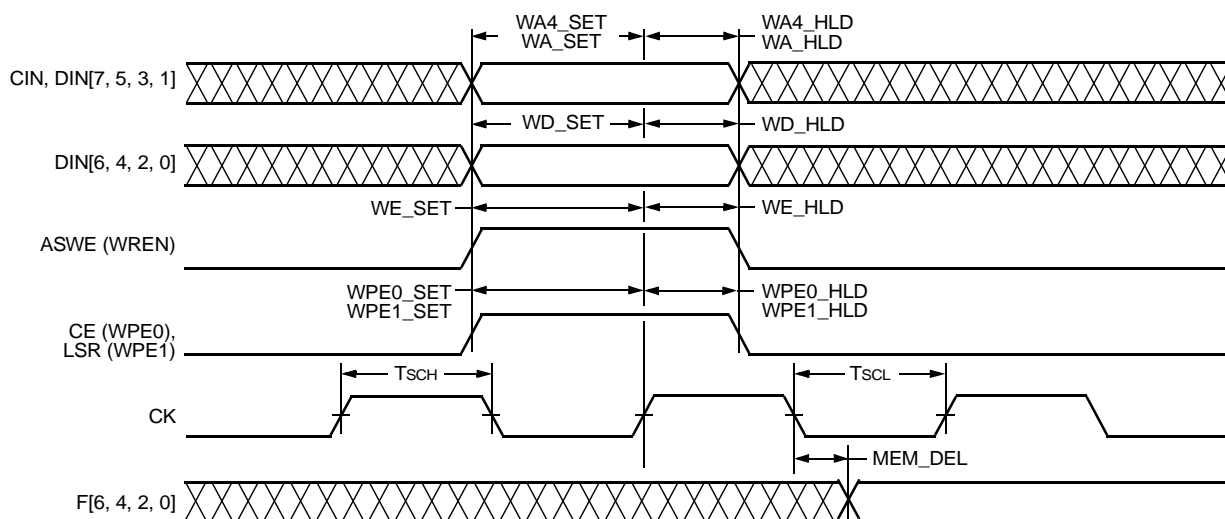 WA4_SET
WA_SET
WA4_HLD
WA_HLD
CIN, DIN[7, 5, 3, 1]
WD_SET
WD_HLD
DIN[6, 4, 2, 0]
WE_SET
WE_HLD
ASWE (WREN)
WPE0_SET
WPE1_SET
WPE0_HLD
WPE1_HLD
CE (WPE0),
LSR (WPE1)
TSCH
TSCL
CK
MEM_DEL
F[6, 4, 2, 0]